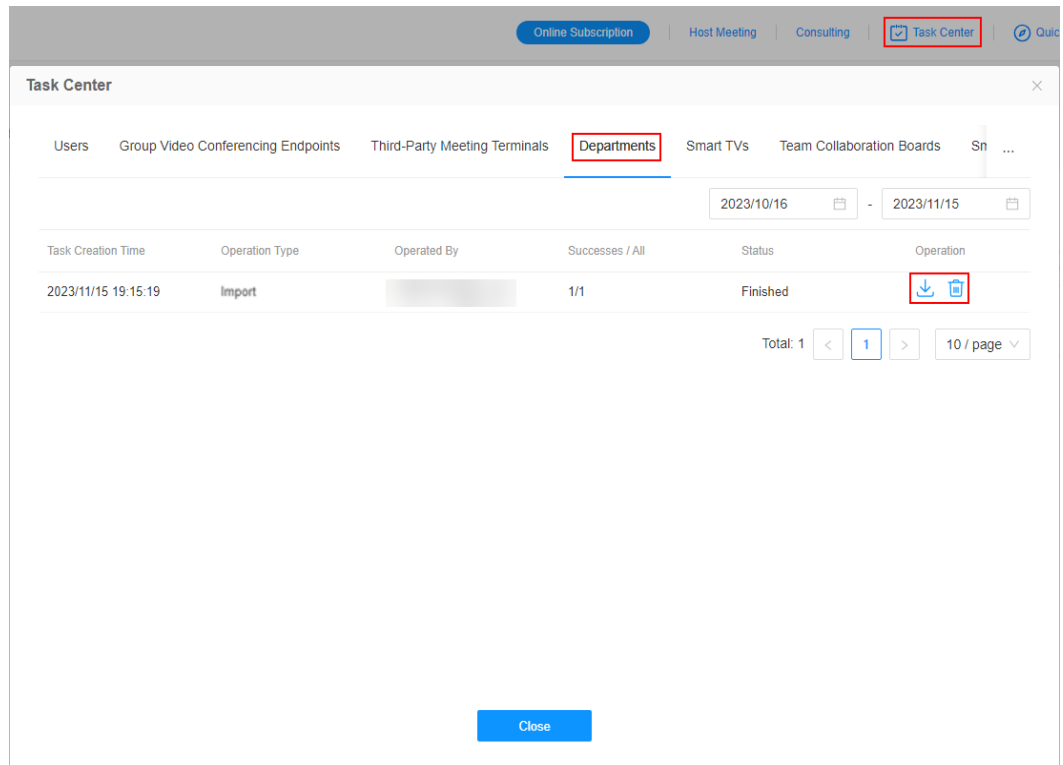 Online Subscription Host Meeting Consulting Task Center Quic
Task Center
Users Group Video Conferencing Endpoints Third-Party Meeting Terminals Departments Smart TVs Team Collaboration Boards Sm ...
2023/10/16 - 2023/11/15
Task Creation Time Operation Type Operated By Successes / All Status Operation
2023/11/15 19:15:19 Import 1/1 Finished
Total: 1 < 1 > 10 / page
Close